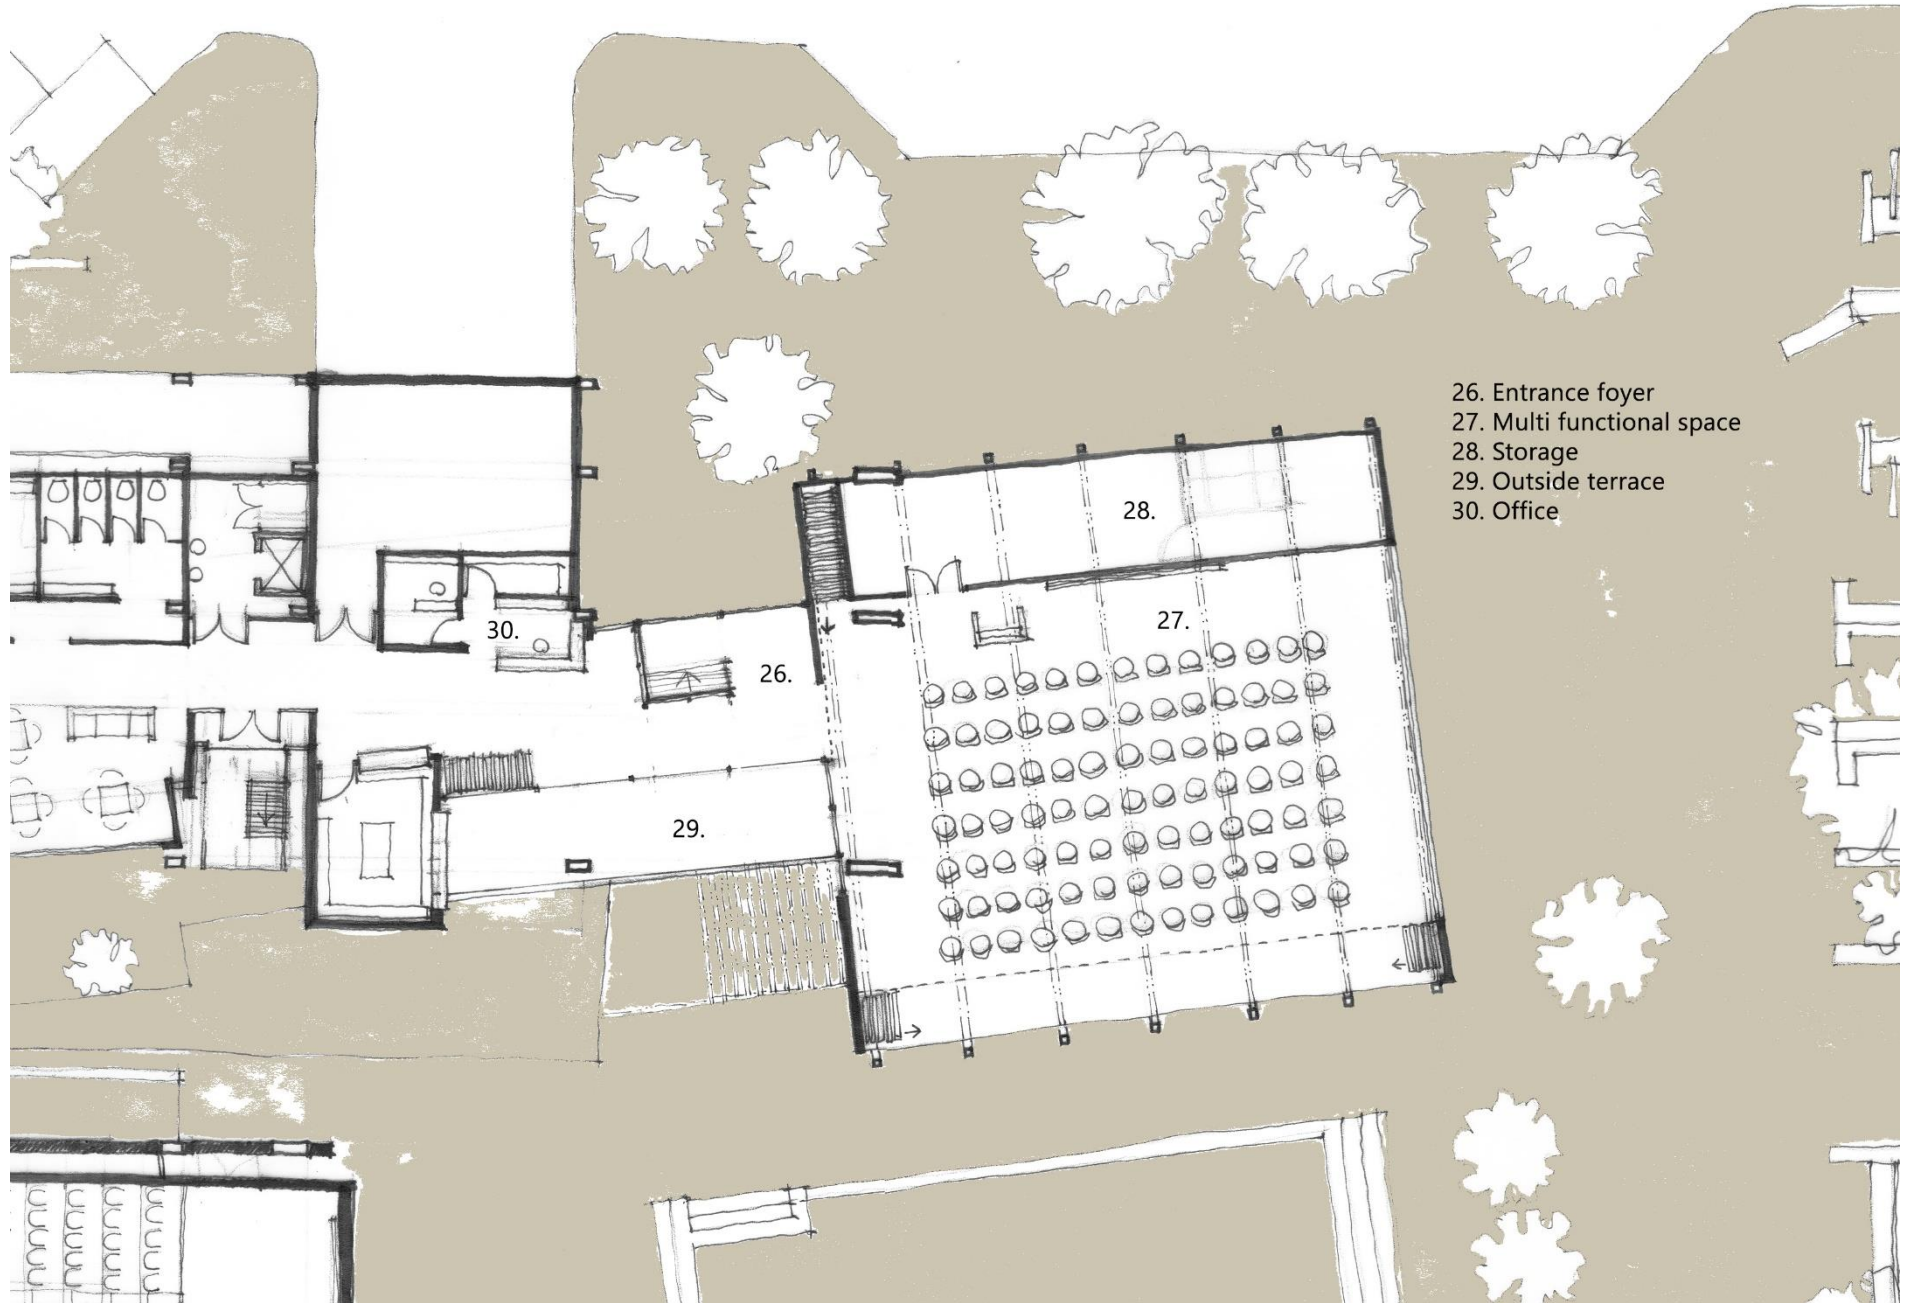 26. Entrance foyer
27. Multi functional space
28. Storage
29. Outside terrace
30. Office
28.
27.
30.
26.
29.